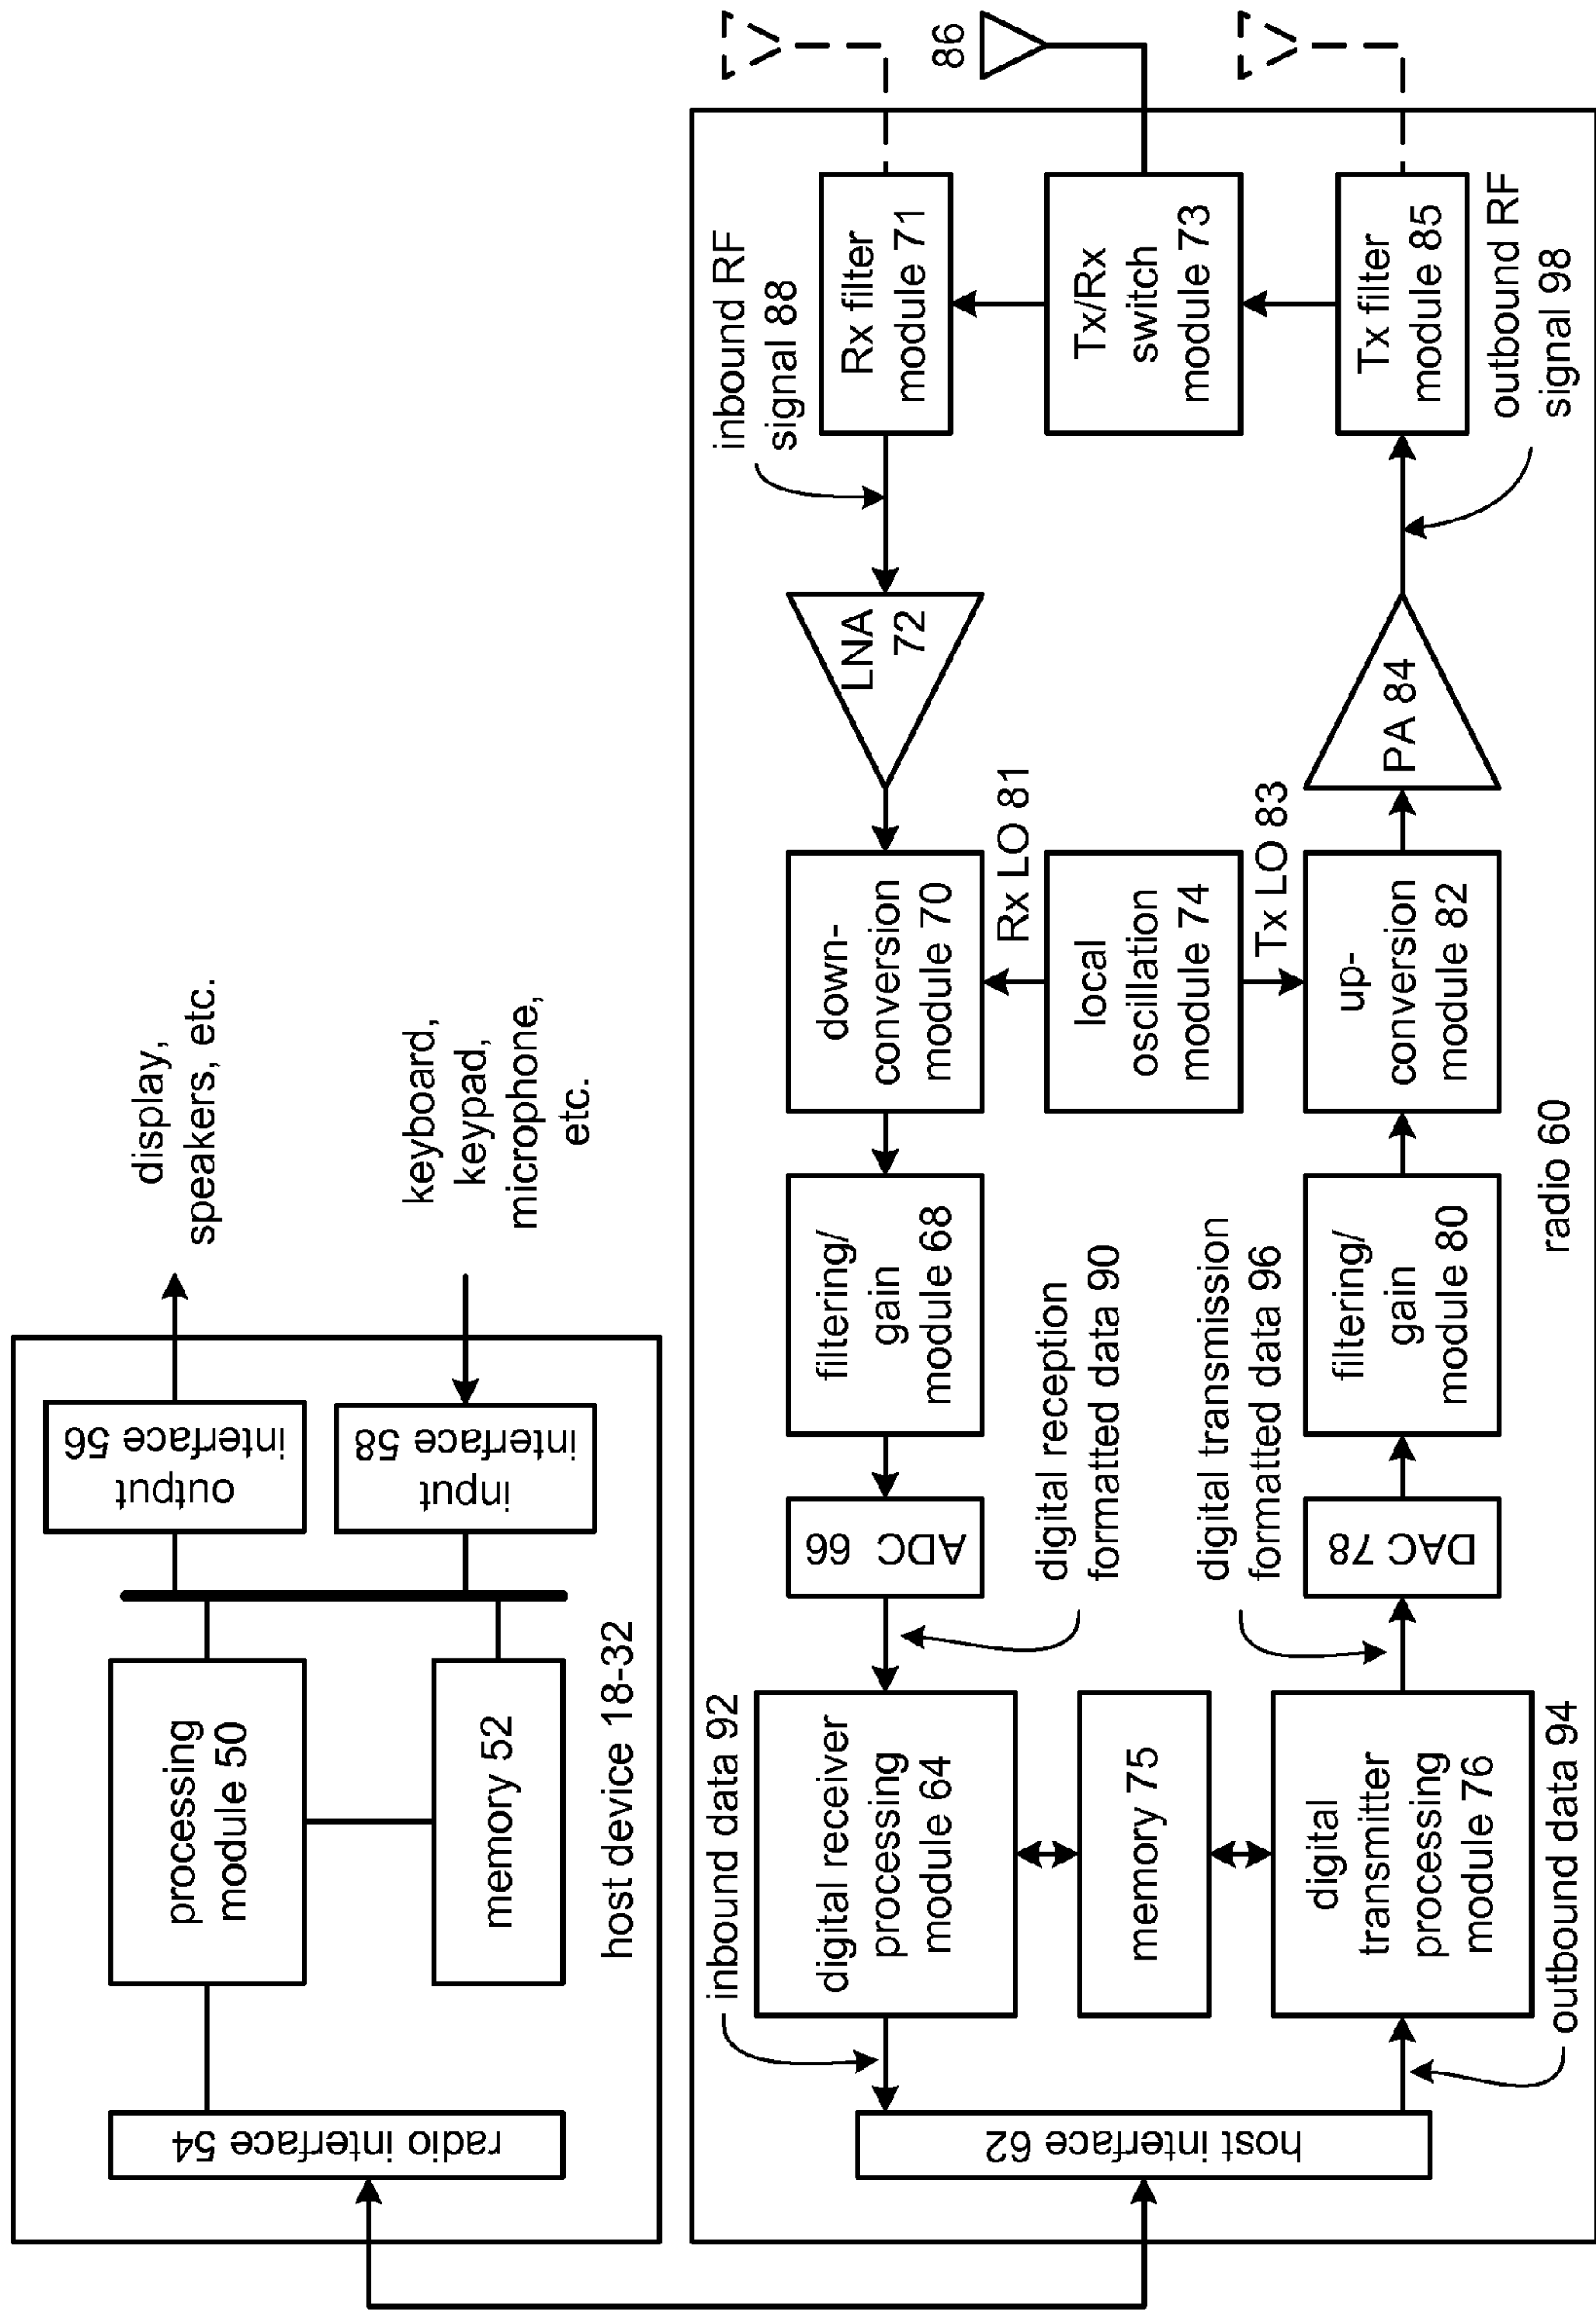 display,
speakers, etc.
keyboard,
keypad,
microphone,
etc.
output
interface 56
input
interface 58
processing
module 50
memory 52
radio interface 54
host device 18-32
inbound RF
signal 88
Rx filter
module 71
86
Tx/Rx
switch
module 73
Tx filter
module 85
outbound RF
signal 98
LNA
72
PA 84
down-
conversion
module 70
Rx LO 81
local
oscillation
module 74
Tx LO 83
up-
conversion
module 82
filtering/
gain
module 68
filtering/
gain
module 80
radio 60
ADC 66
digital reception
formatted data 90
digital transmission
formatted data 96
DAC 78
inbound data 92
digital receiver
processing
module 64
memory 75
digital
transmitter
processing
module 76
outbound data 94
host interface 62